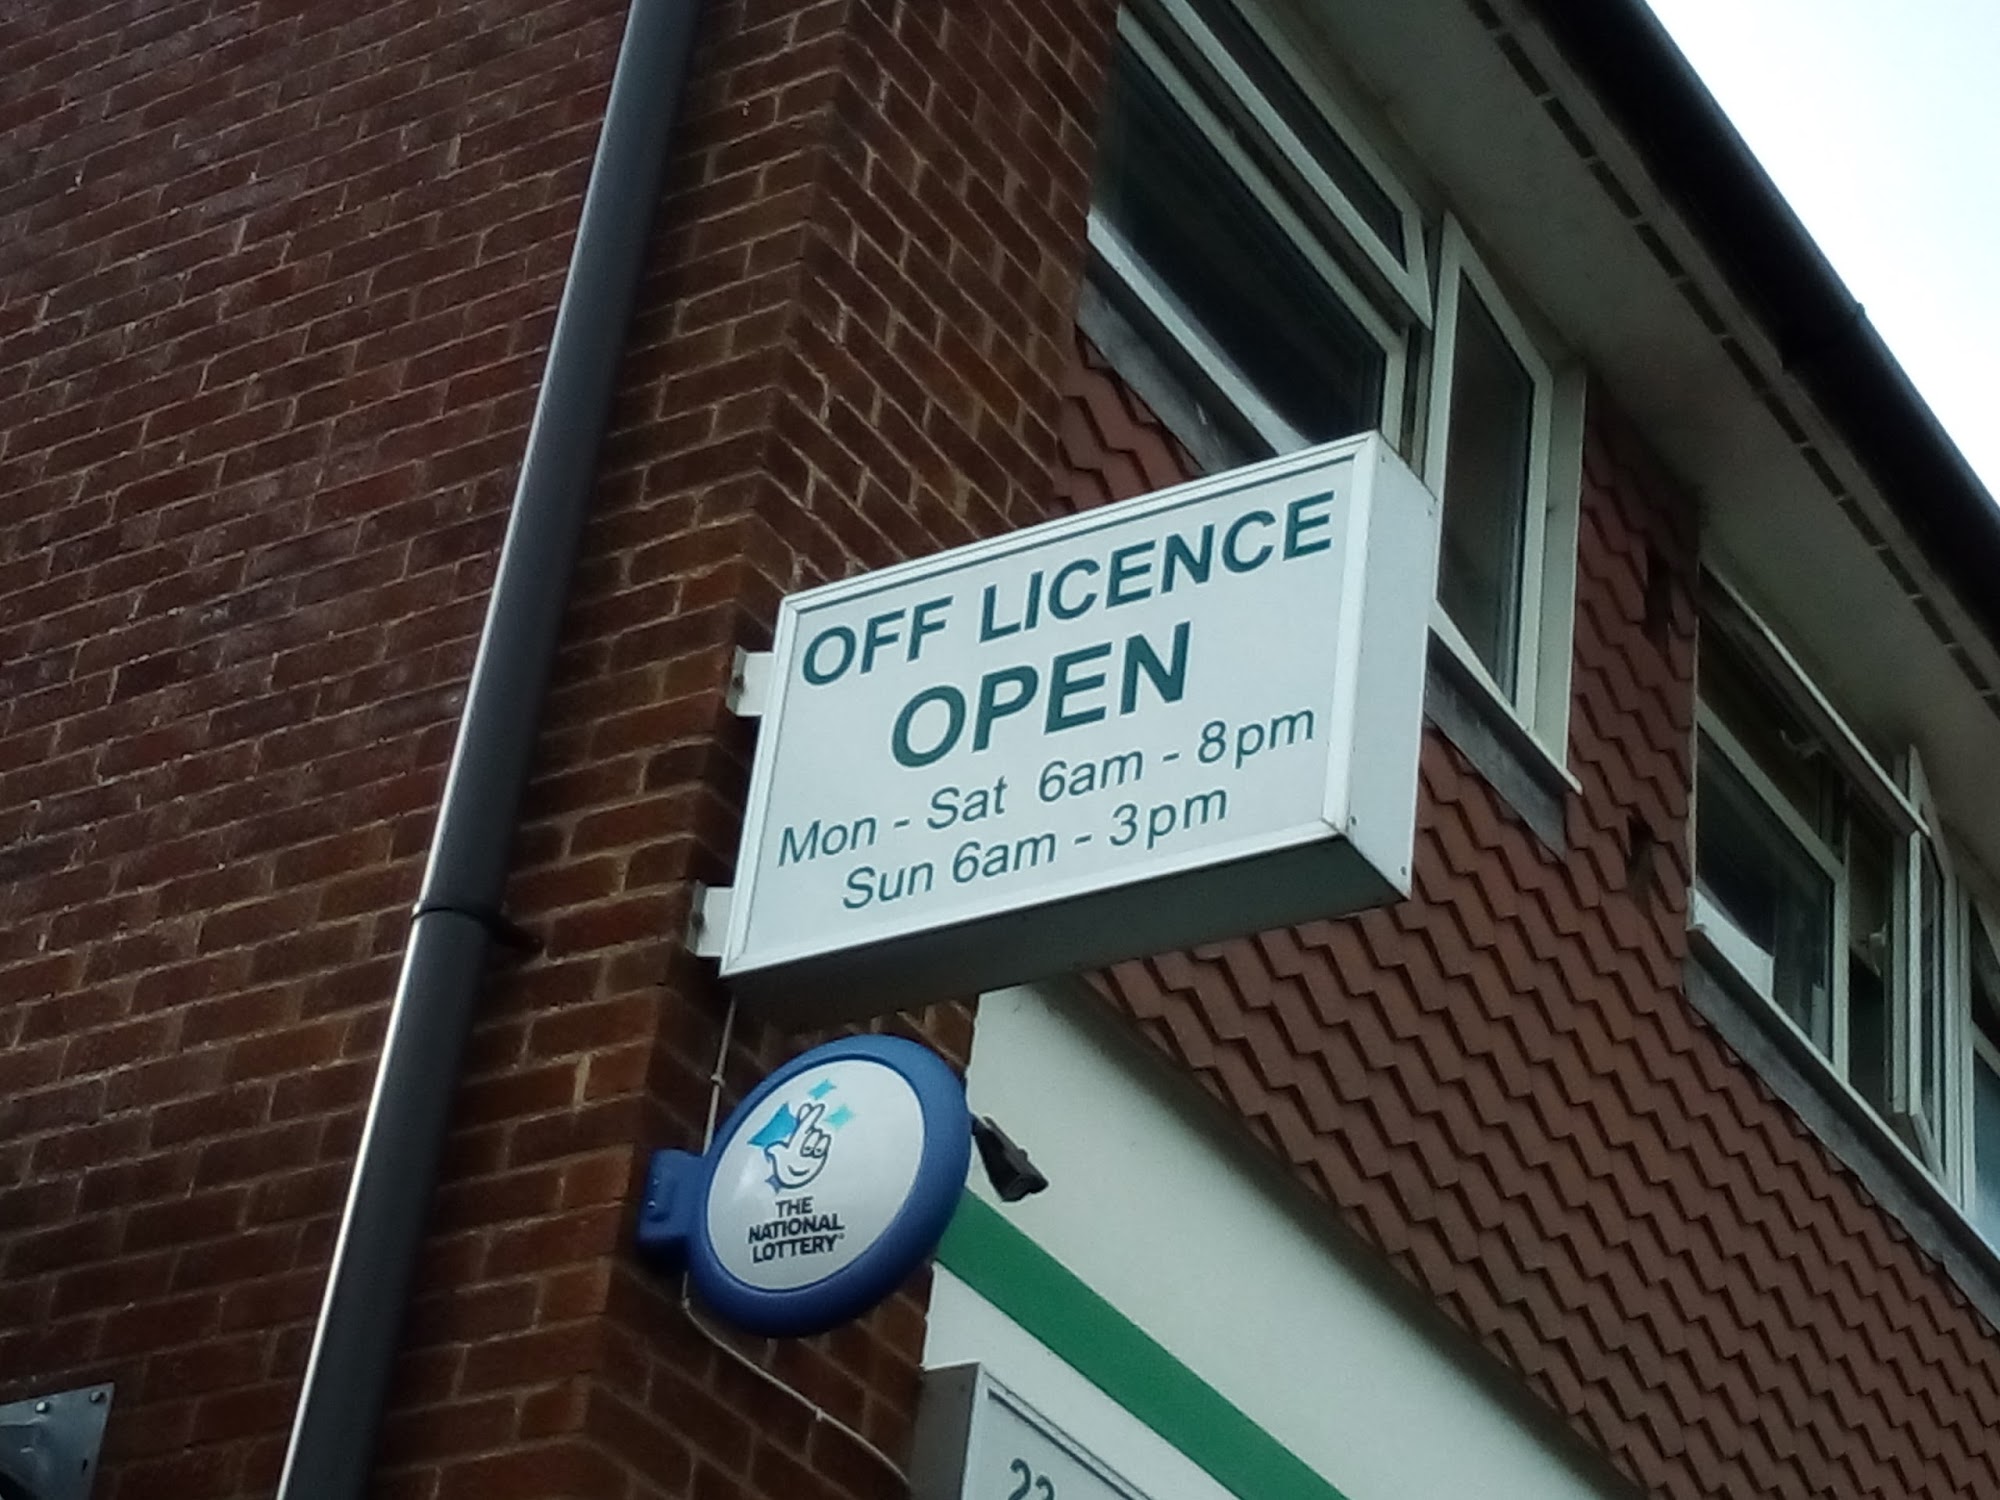 OFF LICENCE
OPEN
Mon - Sat 6am - 8pm
Sun 6am - 3pm
THE
NATIONAL
LOTTERY